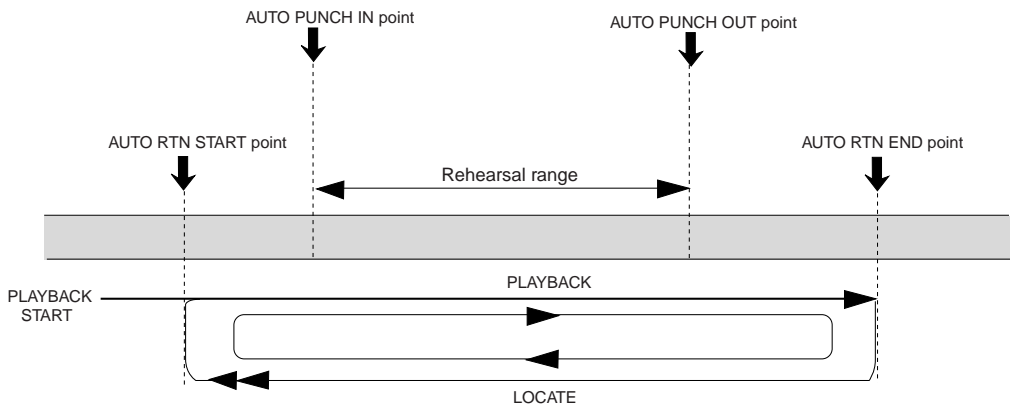 AUTO PUNCH IN point
AUTO PUNCH OUT point
AUTO RTN START point
AUTO RTN END point
Rehearsal range
PLAYBACK
START
PLAYBACK
LOCATE